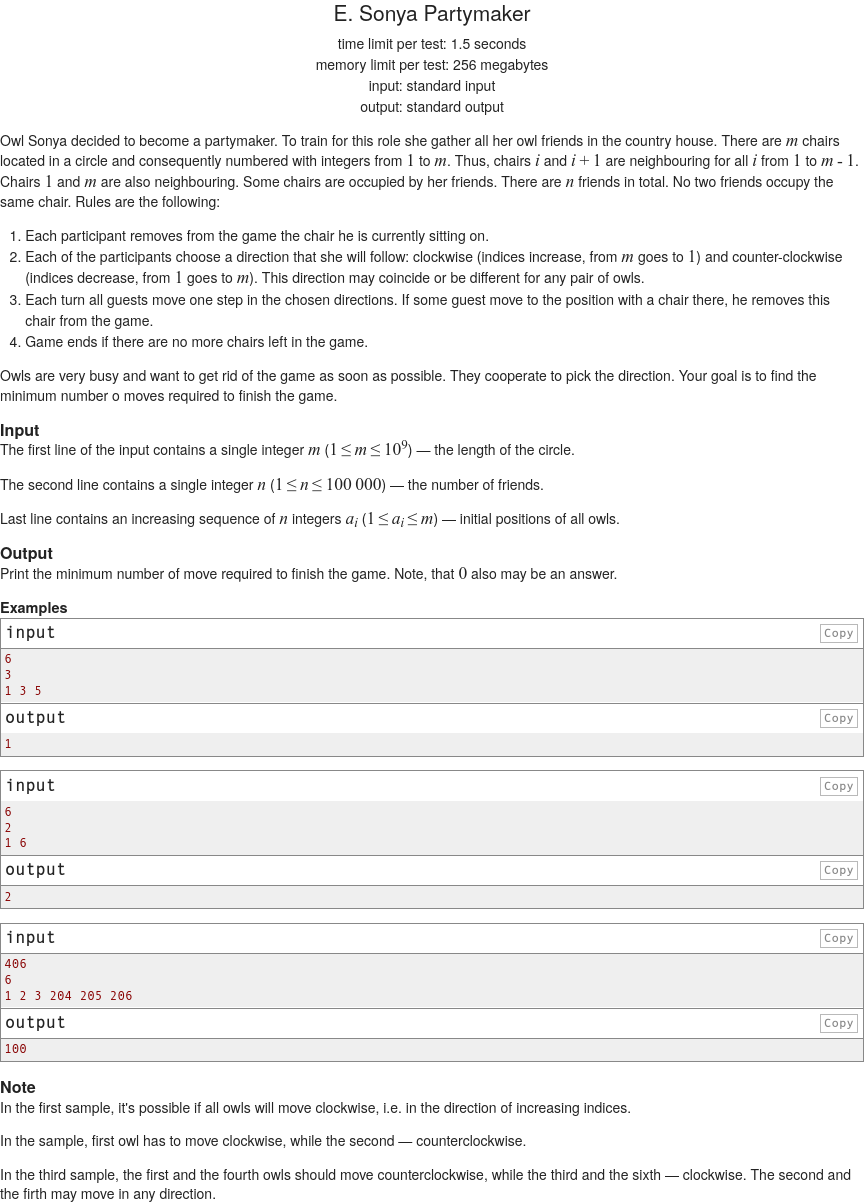 E. Sonya Partymaker
time limit per test: 1.5 seconds
memory limit per test: 256 megabytes
input: standard input
output: standard output
Owl Sonya decided to become a partymaker. To train for this role she gather all her owl friends in the country house. There are m chairs
located in a circle and consequently numbered with integers from 1 to m. Thus, chairs i and i + 1 are neighbouring for all i from 1 to m - 1.
Chairs 1 and m are also neighbouring. Some chairs are occupied by her friends. There are n friends in total. No two friends occupy the
same chair. Rules are the following:
1. Each participant removes from the game the chair he is currently sitting on.
2. Each of the participants choose a direction that she will follow: clockwise (indices increase, from m goes to 1) and counter-clockwise
(indices decrease, from 1 goes to m). This direction may coincide or be different for any pair of owls.
3. Each turn all guests move one step in the chosen directions. If some guest move to the position with a chair there, he removes this
chair from the game.
4. Game ends if there are no more chairs left in the game.
Owls are very busy and want to get rid of the game as soon as possible. They cooperate to pick the direction. Your goal is to find the
minimum number o moves required to finish the game.
Input
The first line of the input contains a single integer m (1 ≤ m ≤ 10⁹) — the length of the circle.
The second line contains a single integer n (1 ≤ n ≤ 100 000) — the number of friends.
Last line contains an increasing sequence of n integers aᵢ (1 ≤ aᵢ ≤ m) — initial positions of all owls.
Output
Print the minimum number of move required to finish the game. Note, that 0 also may be an answer.
Examples
input Copy
6
3
1 3 5
output Copy
1
input Copy
6
2
1 6
output Copy
2
input Copy
406
6
1 2 3 204 205 206
output Copy
100
Note
In the first sample, it's possible if all owls will move clockwise, i.e. in the direction of increasing indices.
In the sample, first owl has to move clockwise, while the second — counterclockwise.
In the third sample, the first and the fourth owls should move counterclockwise, while the third and the sixth — clockwise. The second and
the firth may move in any direction.